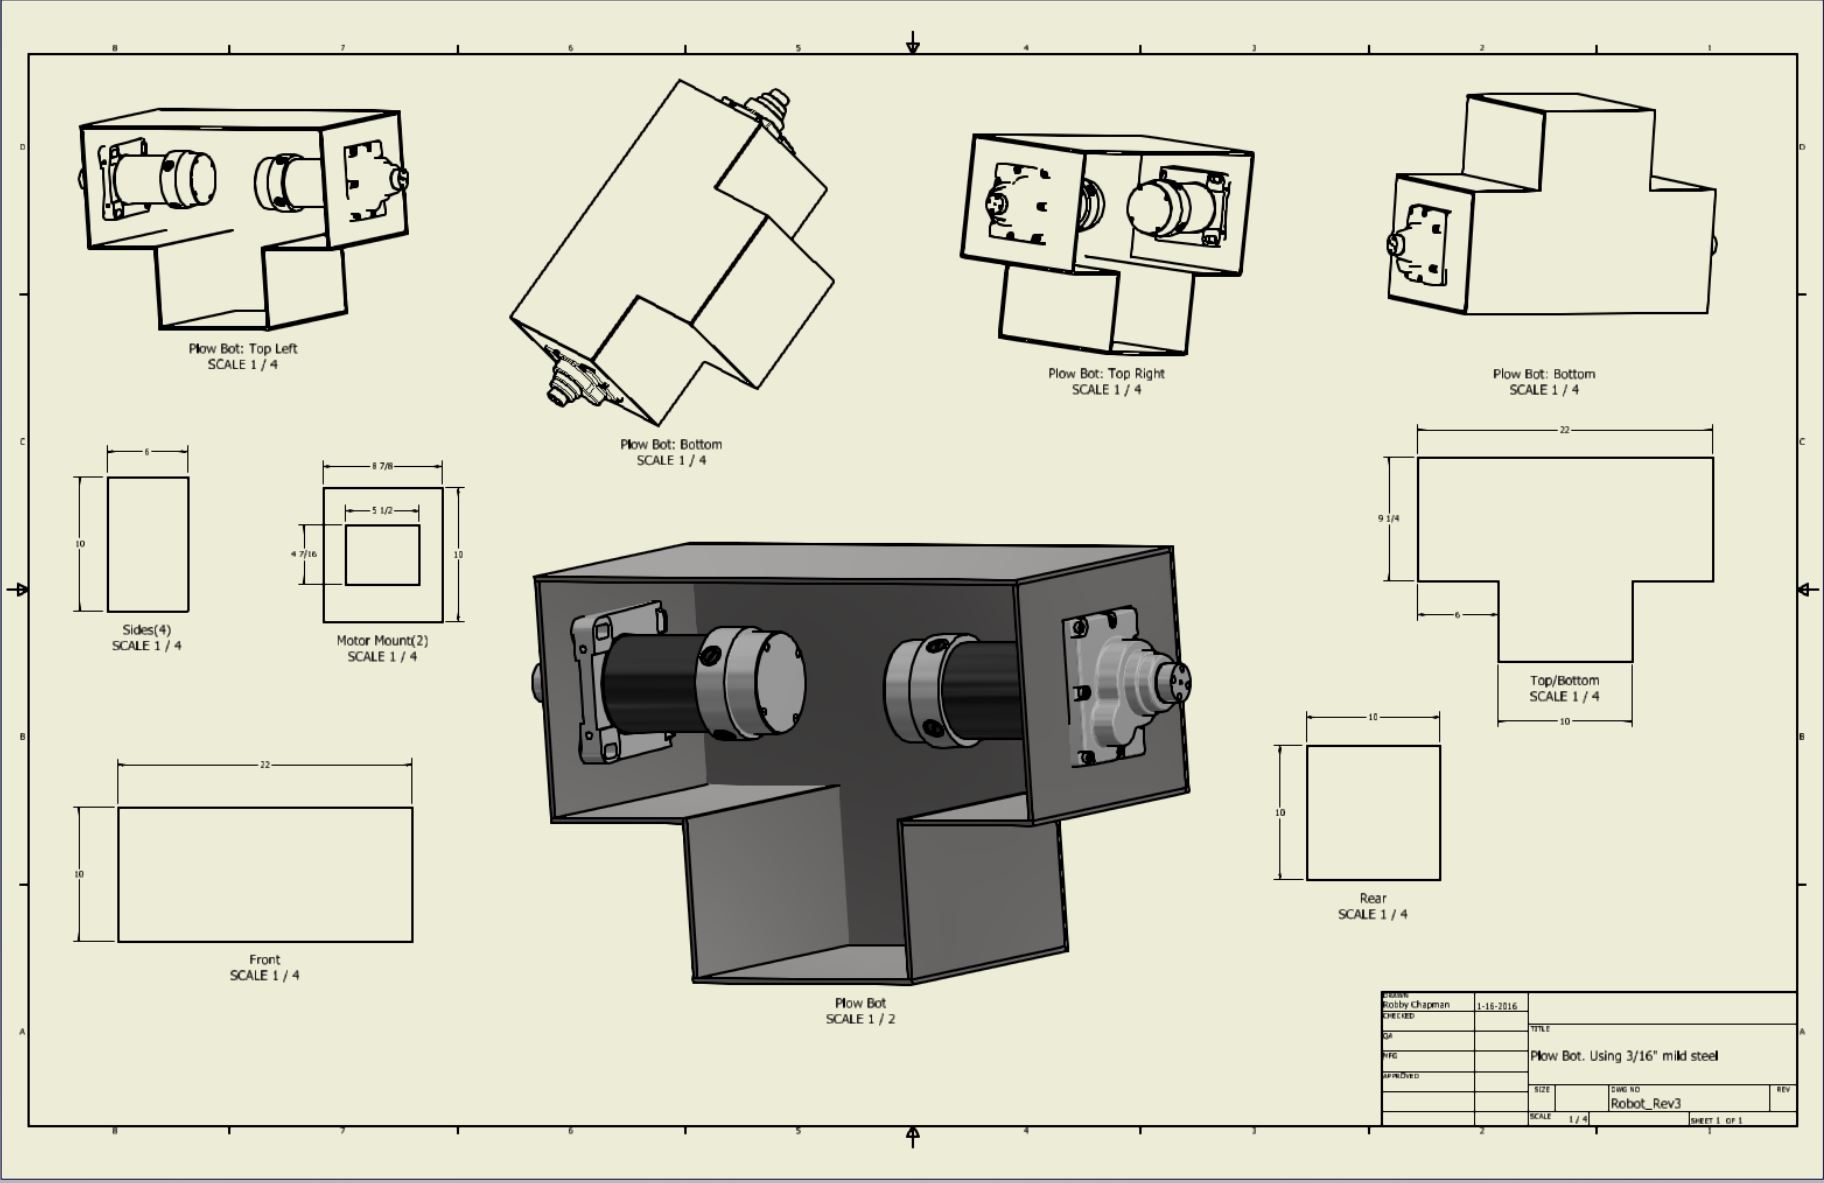 8 7 6 5 4 3 2 1
D
D
Plow Bot: Top Left
SCALE 1 / 4
Plow Bot: Bottom
SCALE 1 / 4
Plow Bot: Top Right
SCALE 1 / 4
Plow Bot: Bottom
SCALE 1 / 4
C
C
6
10
Sides(4)
SCALE 1 / 4
8 7/8
5 1/2
4 7/16
10
Motor Mount(2)
SCALE 1 / 4
22
9 1/4
6
Top/Bottom
SCALE 1 / 4
10
B
B
22
10
Front
SCALE 1 / 4
Plow Bot
SCALE 1 / 2
10
10
Rear
SCALE 1 / 4
A
A
DRAWN
Robby Chapman
1-16-2016
CHECKED
QA
MFG
APPROVED
TITLE
Plow Bot. Using 3/16" mild steel
SIZE
DWG NO
REV
Robot_Rev3
SCALE
1 / 4
SHEET 1 OF 1
8 7 6 5 4 3 2 1